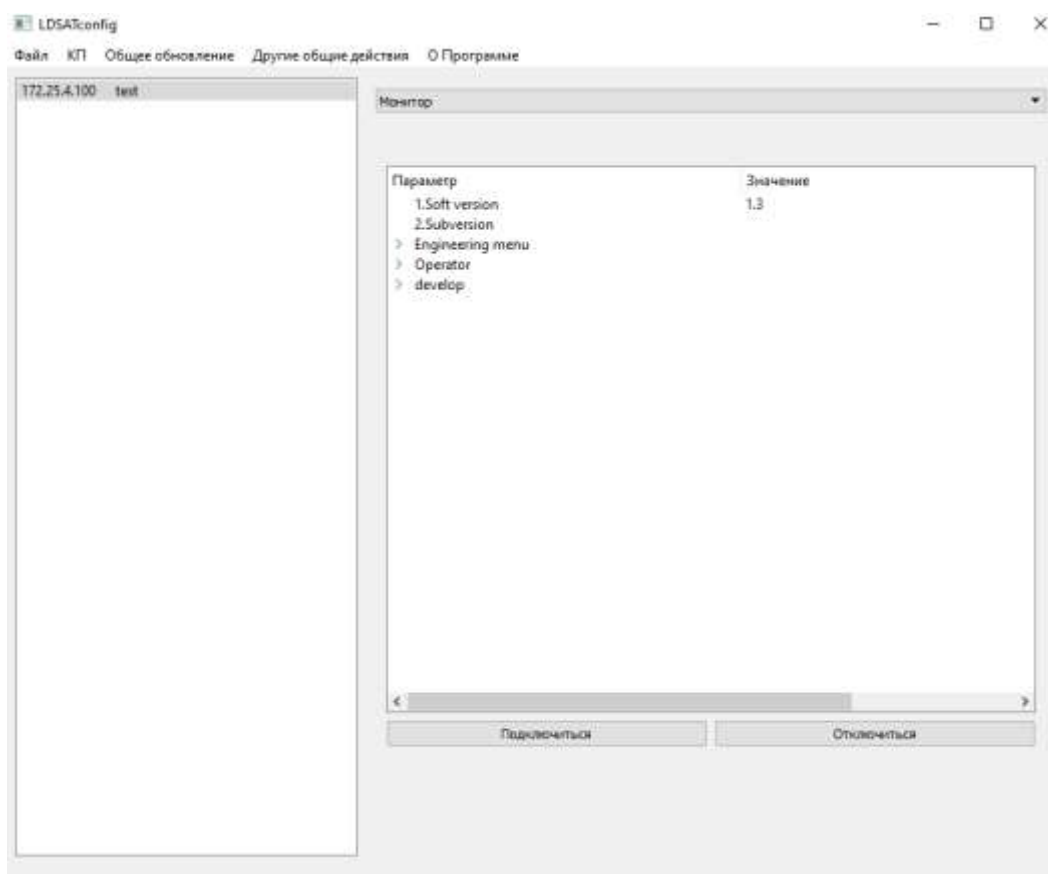 LDSATconfig
Файл КП Общее обновление Другие общие действия О Программе
172.25.4.100 test
Монитор
Параметр Значение
1.Soft version 1.3
2.Subversion
Engineering menu
Operator
develop
Подключиться Отключиться